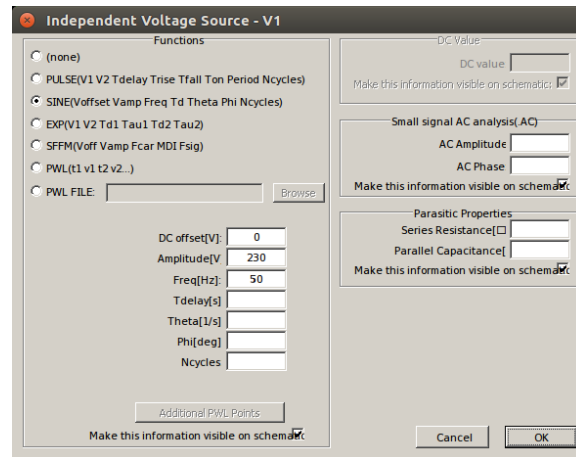 Independent Voltage Source - V1
Functions
(none)
PULSE(V1 V2 Tdelay Trise Tfall Ton Period Ncycles)
SINE(Voffset Vamp Freq Td Theta Phi Ncycles)
EXP(V1 V2 Td1 Tau1 Td2 Tau2)
SFFM(Voff Vamp Fcar MDI Fsig)
PWL(t1 v1 t2 v2...)
PWL FILE: Browse
DC offset[V]: 0
Amplitude[V 230
Freq[Hz]: 50
Tdelay[s]
Theta[1/s]
Phi[deg]
Ncycles
Additional PWL Points
Make this information visible on schematic
DC Value
DC value
Make this information visible on schematic:
Small signal AC analysis(.AC)
AC Amplitude
AC Phase
Make this information visible on schematic
Parasitic Properties
Series Resistance[
Parallel Capacitance[
Make this information visible on schematic
Cancel OK